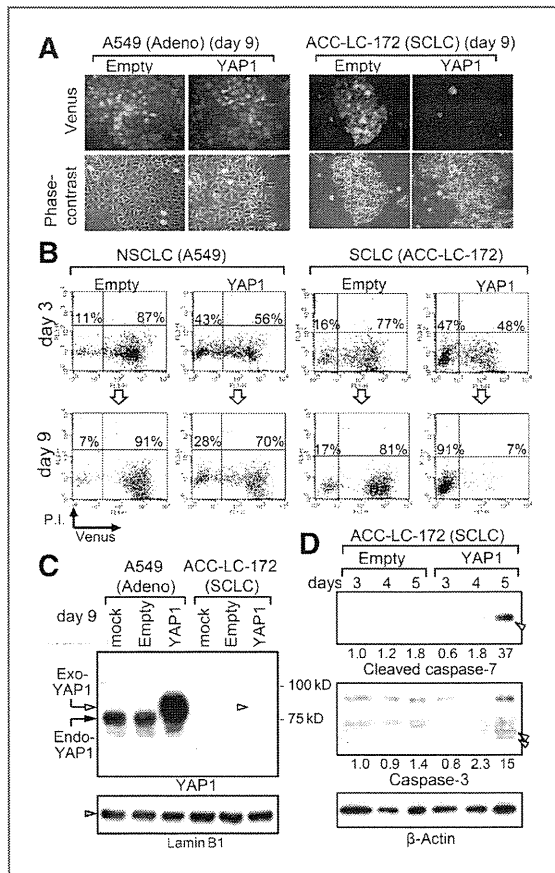 A
A549 (Adeno) (day 9)
ACC-LC-172 (SCLC) (day 9)
Empty
YAP1
Empty
YAP1
Venus
Phase-
contrast
B
NSCLC (A549)
SCLC (ACC-LC-172)
Empty
YAP1
Empty
YAP1
day 3
11%
87%
43%
56%
16%
77%
47%
48%
day 9
7%
91%
28%
70%
17%
81%
91%
7%
P.I.
Venus
C
A549
(Adeno)
ACC-LC-172
(SCLC)
day 9
mock
Empty
YAP1
mock
Empty
YAP1
Exo-
YAP1
Endo-
YAP1
- 100 kD
- 75 kD
YAP1
Lamin B1
D
ACC-LC-172 (SCLC)
Empty
YAP1
days 3 4 5 3 4 5
1.0 1.2 1.8 0.6 1.8 37
Cleaved caspase-7
1.0 0.9 1.4 0.8 2.3 15
Caspase-3
β-Actin